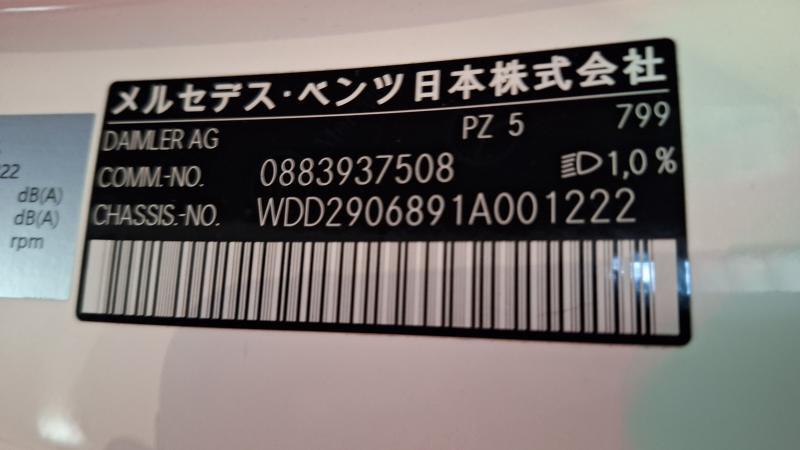 メルセデス・ベンツ日本株式会社
DAIMLER AG PZ 5 799
COMM.-NO. 0883937508 1,0 %
CHASSIS.-NO. WDD2906891A001222
22
dB(A)
dB(A)
rpm